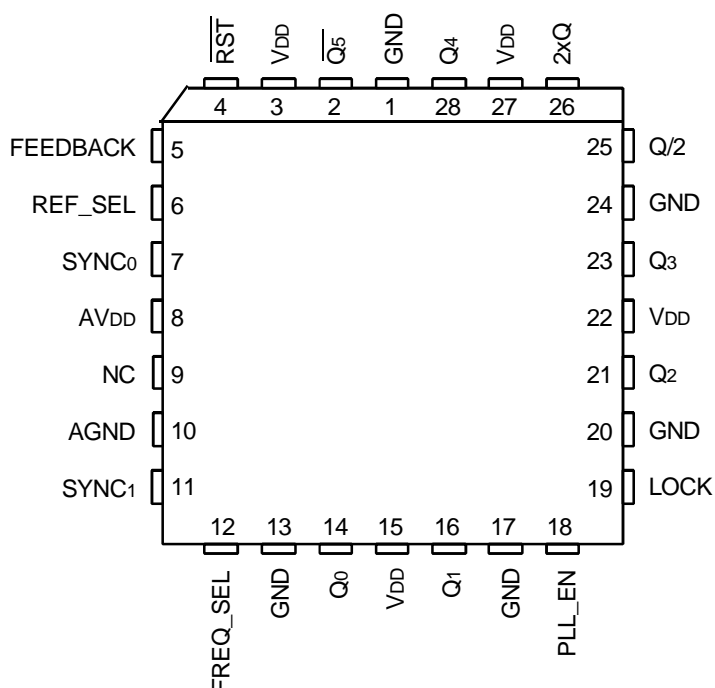 R̅S̅T̅ VDD Q̅5̅ GND Q4 VDD 2xQ
4 3 2 1 28 27 26
FEEDBACK 5 25 Q/2
REF_SEL 6 24 GND
SYNC0 7 23 Q3
AVDD 8 22 VDD
NC 9 21 Q2
AGND 10 20 GND
SYNC1 11 19 LOCK
12 13 14 15 16 17 18
FREQ_SEL GND Q0 VDD Q1 GND PLL_EN